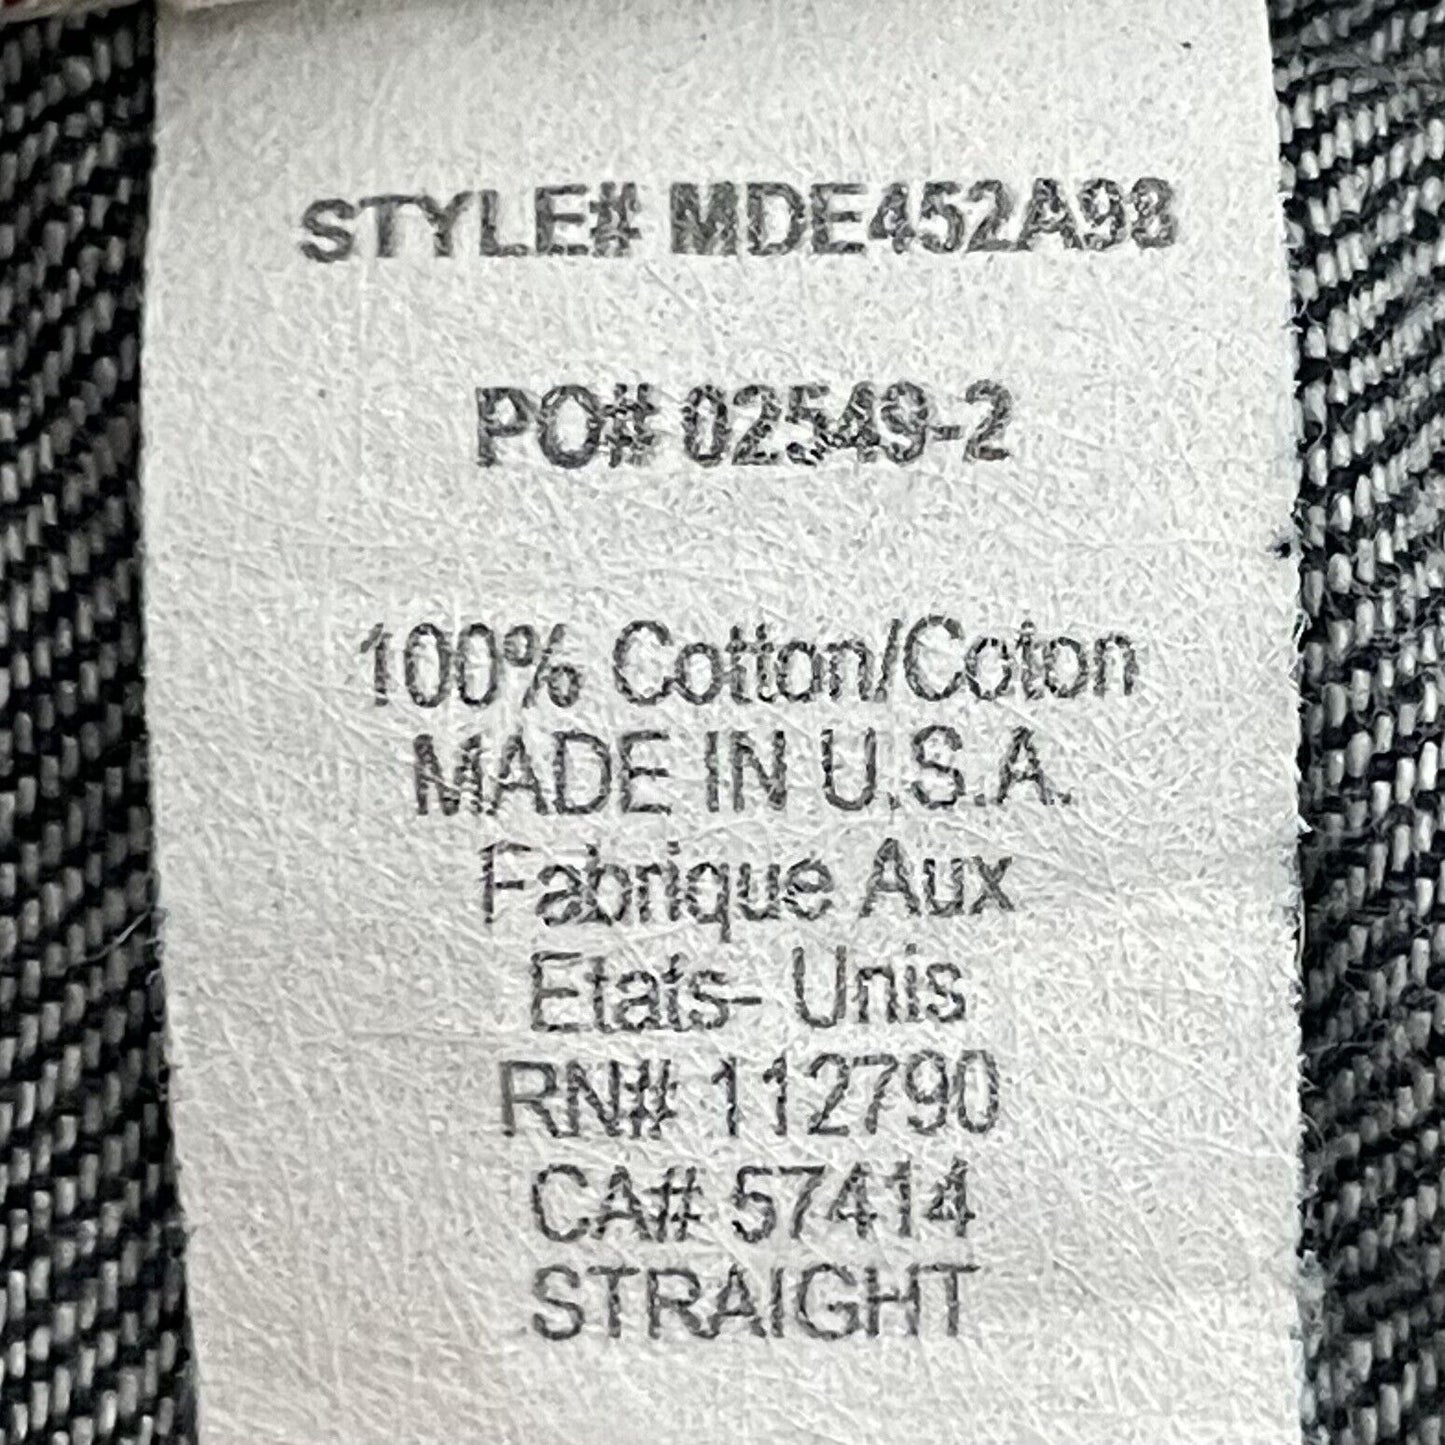 STYLE# MDE452A98
PO# 02549-2
100% Cotton/Coton
MADE IN U.S.A.
Fabrique Aux
Etats- Unis
RN# 112790
CA# 57414
STRAIGHT